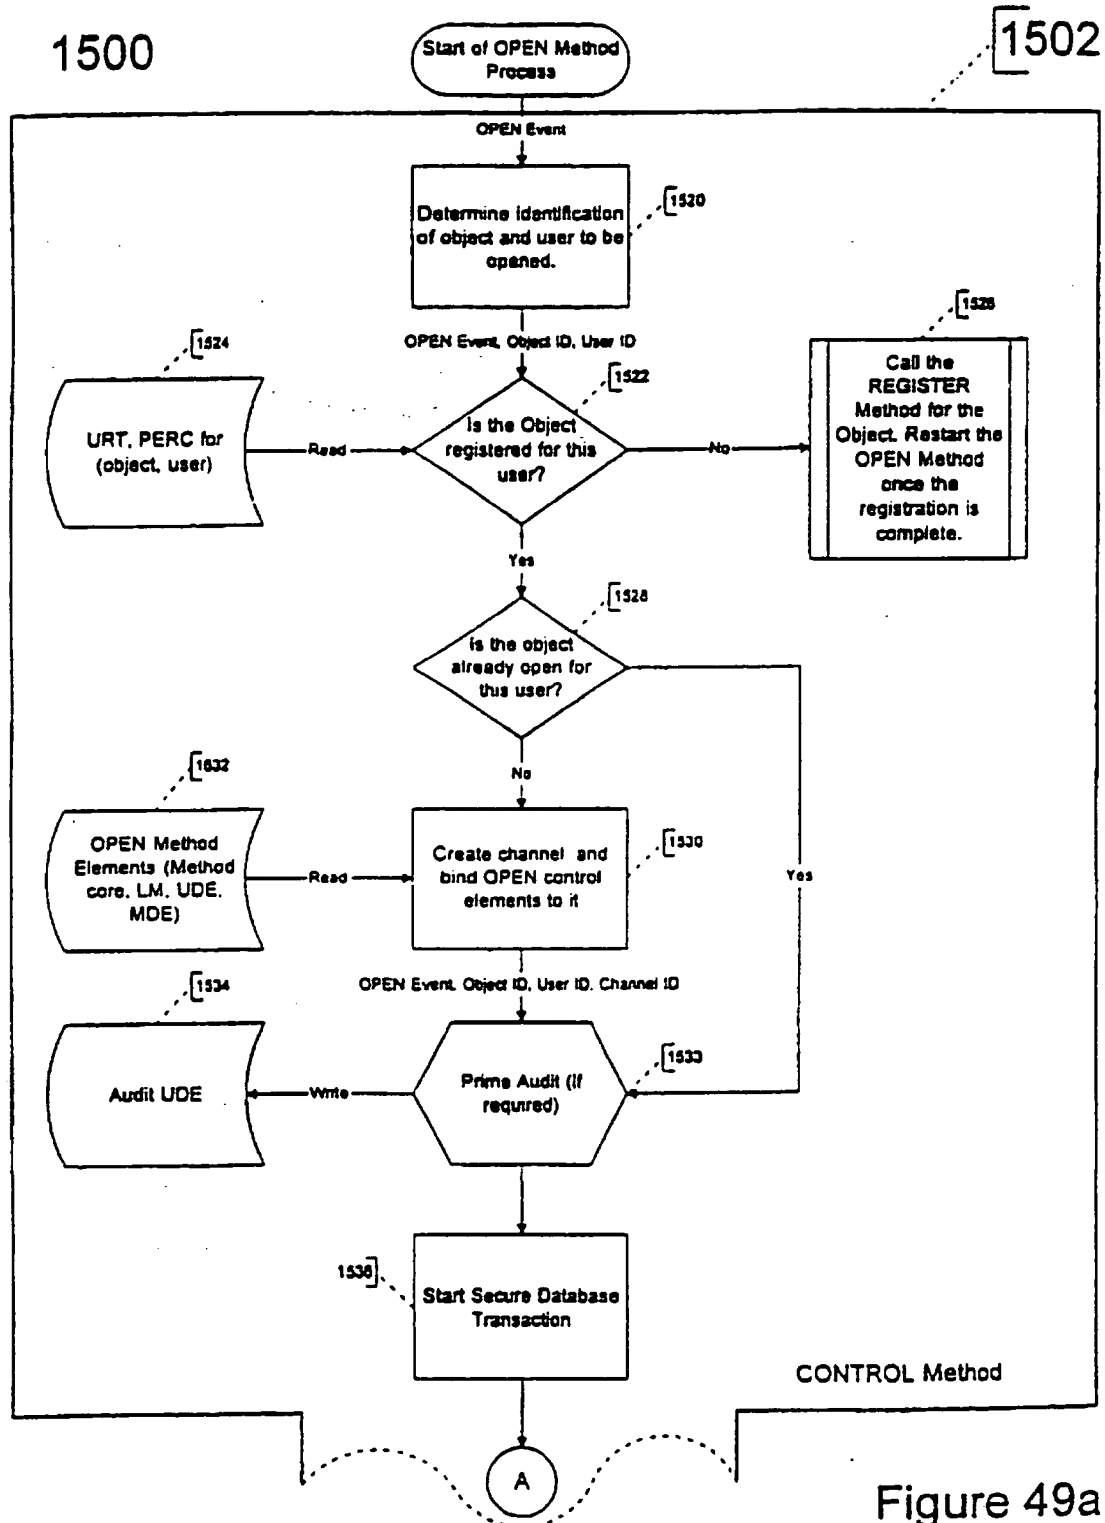 1500
Start of OPEN Method
Process
1502
OPEN Event
Determine identification
of object and user to be
opened.
1520
OPEN Event, Object ID, User ID
1524
URT, PERC for
(object, user)
Read
Is the Object
registered for this
user?
1522
No
1526
Call the
REGISTER
Method for the
Object. Restart the
OPEN Method
once the
registration is
complete.
Yes
Is the object
already open for
this user?
1528
No
Yes
1532
OPEN Method
Elements (Method
core, LM, UDE,
MDE)
Read
Create channel and
bind OPEN control
elements to it
1530
OPEN Event, Object ID, User ID, Channel ID
1534
Audit UDE
Write
Prime Audit (if
required)
1533
1536
Start Secure Database
Transaction
CONTROL Method
A
Figure 49a